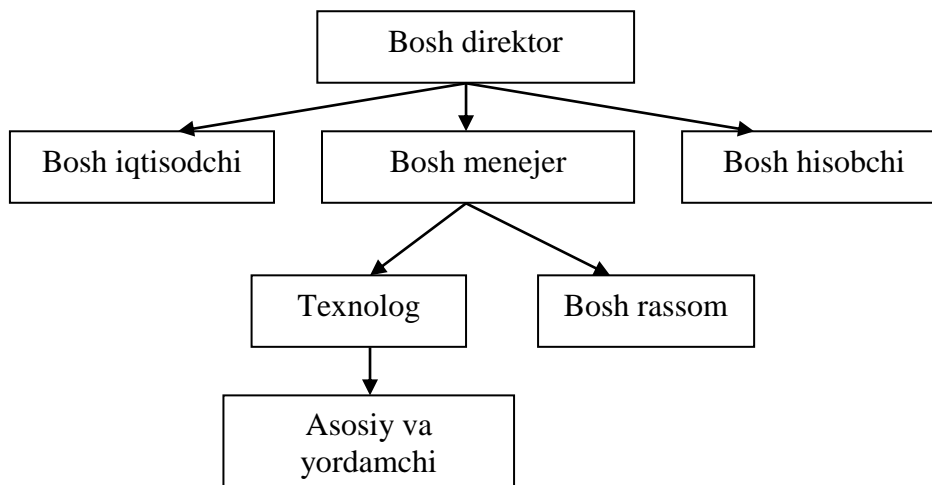 Bosh direktor
Bosh iqtisodchi
Bosh menejer
Bosh hisobchi
Texnolog
Bosh rassom
Asosiy va
yordamchi